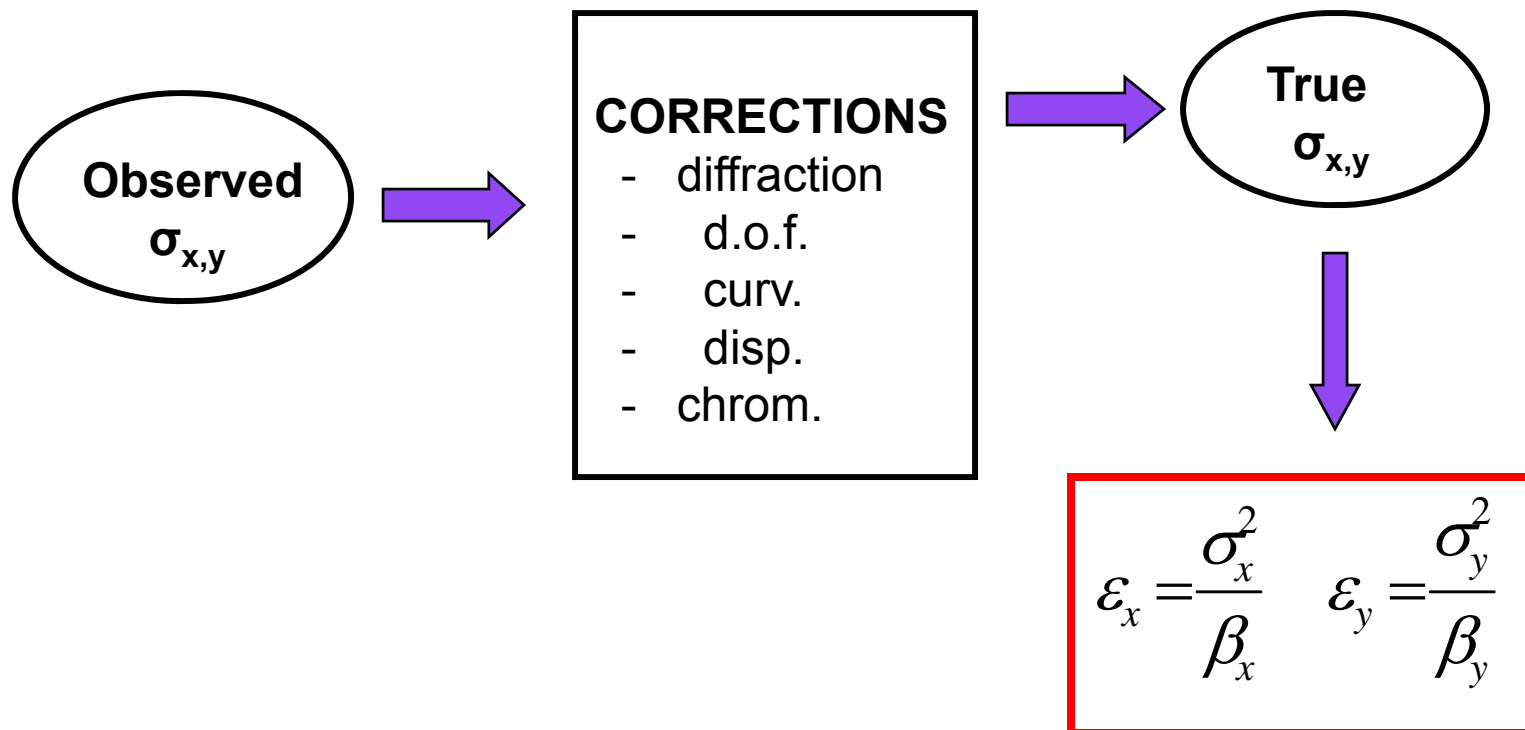 Observed
σx,y
CORRECTIONS
- diffraction
- d.o.f.
- curv.
- disp.
- chrom.
True
σx,y
εx = σx² / βx   εy = σy² / βy